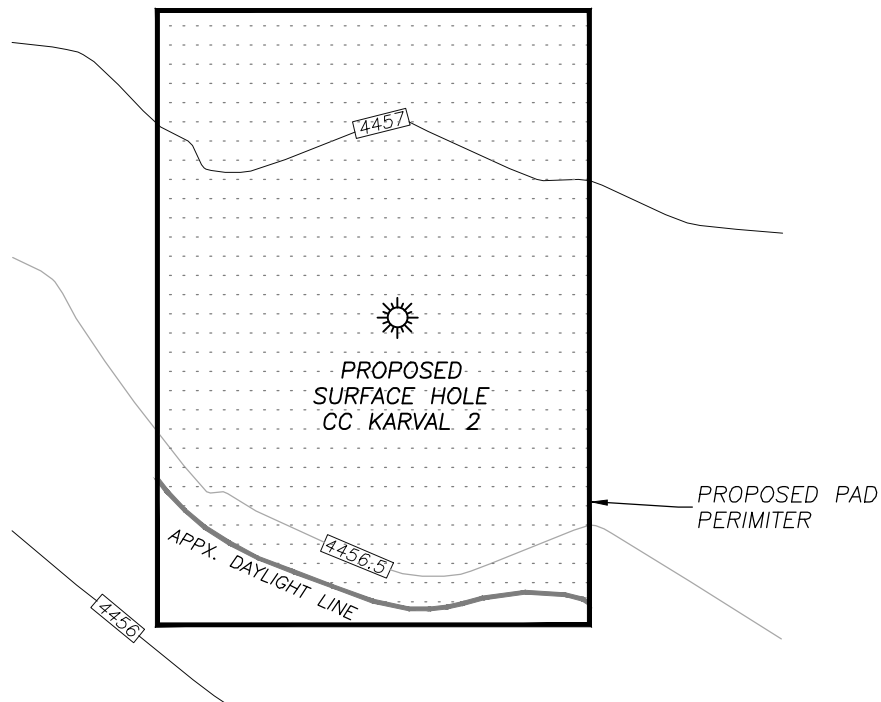 4457
PROPOSED
SURFACE HOLE
CC KARVAL 2
PROPOSED PAD
PERIMITER
4456.5
APPX. DAYLIGHT LINE
4456